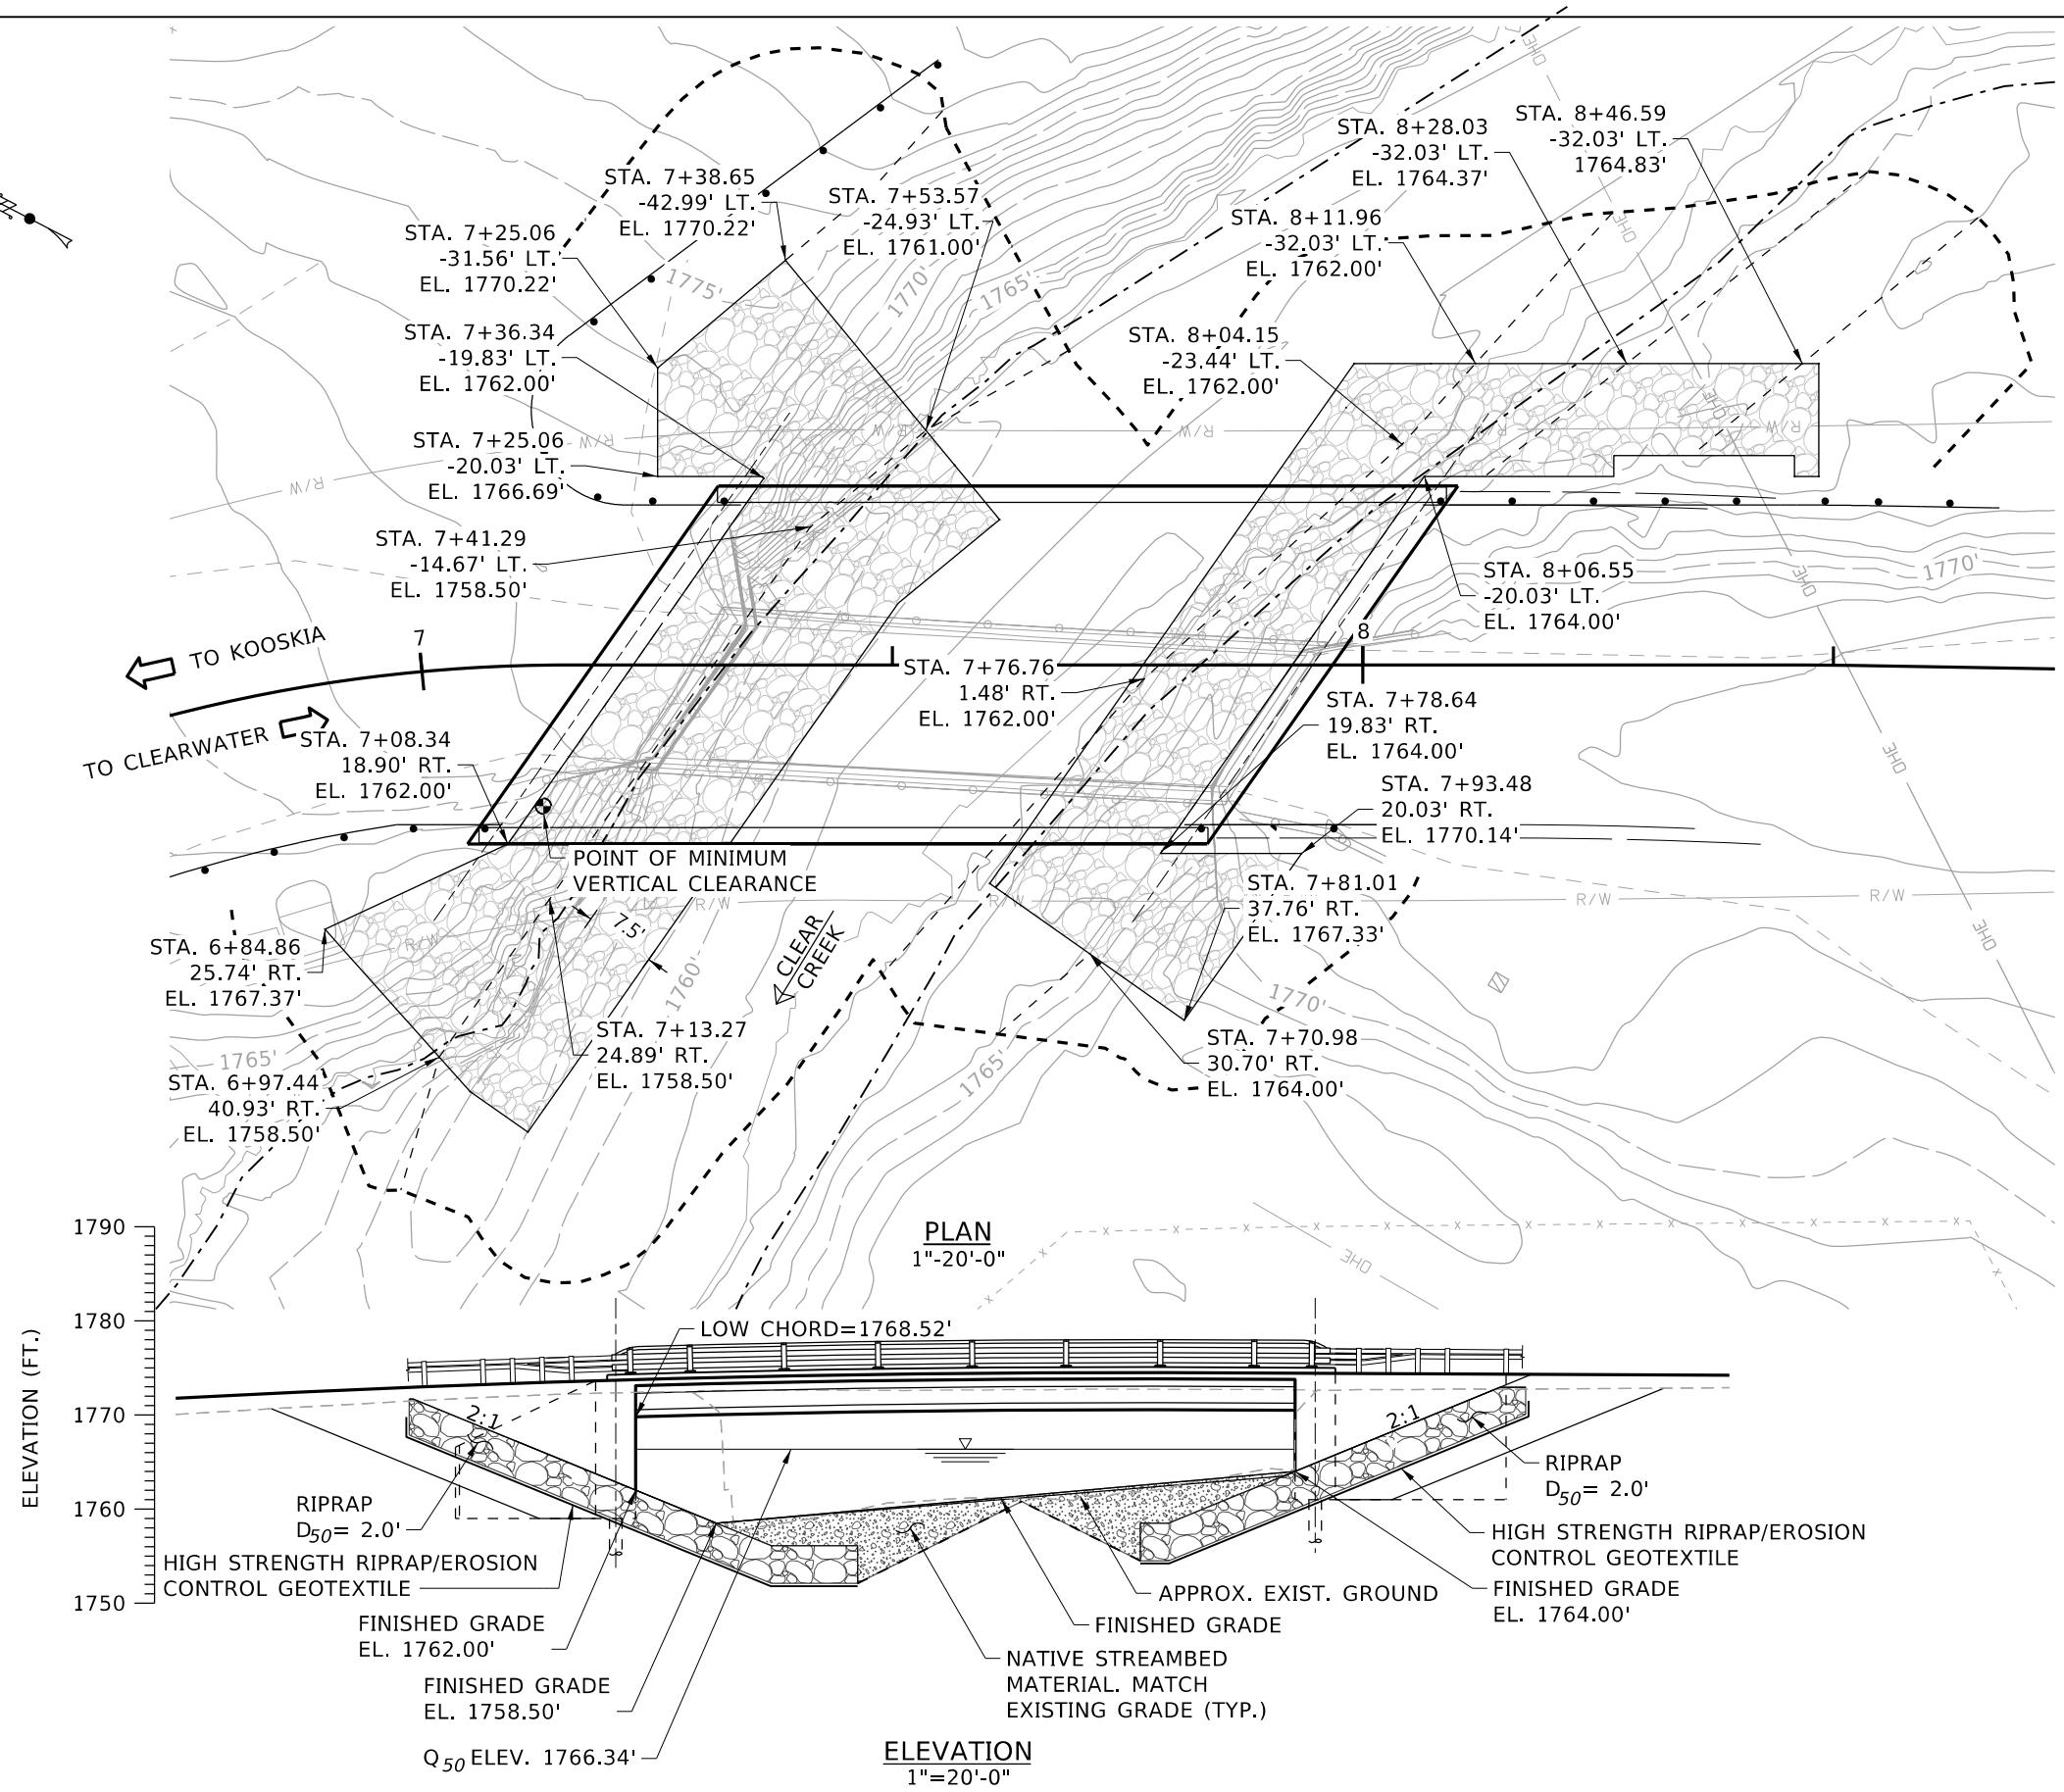 STA. 8+46.59
-32.03' LT.
1764.83'
STA. 8+28.03
-32.03' LT.
EL. 1764.37'
STA. 7+38.65
-42.99' LT.
EL. 1770.22'
STA. 7+53.57
-24.93' LT.
EL. 1761.00'
STA. 8+11.96
-32.03' LT.
EL. 1762.00'
STA. 7+25.06
-31.56' LT.
EL. 1770.22'
1775'
1770'
1765'
STA. 7+36.34
-19.83' LT.
EL. 1762.00'
STA. 8+04.15
-23.44' LT.
EL. 1762.00'
OHE
OHE
OHE
R/W
R/W
R/W
R/W
R/W
R/W
STA. 7+25.06
-20.03' LT.
EL. 1766.69'
STA. 7+41.29
-14.67' LT.
EL. 1758.50'
STA. 8+06.55
-20.03' LT.
EL. 1764.00'
OHE
1770'
TO KOOSKIA
7
8
STA. 7+76.76
1.48' RT.
EL. 1762.00'
STA. 7+78.64
19.83' RT.
EL. 1764.00'
TO CLEARWATER
STA. 7+08.34
18.90' RT.
EL. 1762.00'
OHE
STA. 7+93.48
20.03' RT.
EL. 1770.14'
POINT OF MINIMUM
VERTICAL CLEARANCE
STA. 7+81.01
37.76' RT.
EL. 1767.33'
R/W
R/W
R/W
R/W
R/W
7.5'
CLEAR
CREEK
OHE
STA. 6+84.86
25.74' RT.
EL. 1767.37'
1760'
1770'
STA. 7+13.27
24.89' RT.
EL. 1758.50'
STA. 7+70.98
30.70' RT.
EL. 1764.00'
1765'
1765'
STA. 6+97.44
40.93' RT.
EL. 1758.50'
PLAN
1"-20'-0"
x x x x x x x x x x x x x x x
OHE
1790
1780
1770
1760
1750
ELEVATION (FT.)
LOW CHORD=1768.52'
2:1
2:1
RIPRAP
D50= 2.0'
RIPRAP
D50= 2.0'
HIGH STRENGTH RIPRAP/EROSION
CONTROL GEOTEXTILE
HIGH STRENGTH RIPRAP/EROSION
CONTROL GEOTEXTILE
APPROX. EXIST. GROUND
FINISHED GRADE
EL. 1764.00'
FINISHED GRADE
EL. 1762.00'
FINISHED GRADE
NATIVE STREAMBED
MATERIAL. MATCH
EXISTING GRADE (TYP.)
FINISHED GRADE
EL. 1758.50'
Q50 ELEV. 1766.34'
ELEVATION
1"=20'-0"